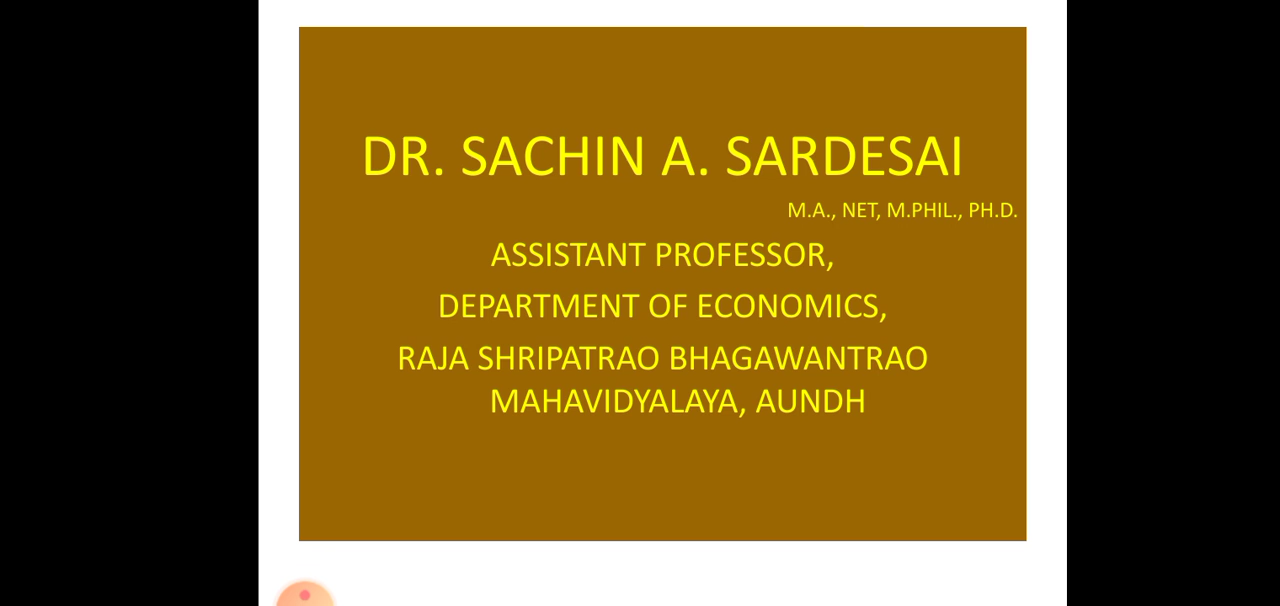 DR. SACHIN A. SARDESAI
M.A., NET, M.PHIL., PH.D.
ASSISTANT PROFESSOR,
DEPARTMENT OF ECONOMICS,
RAJA SHRIPATRAO BHAGAWANTRAO
MAHAVIDYALAYA, AUNDH